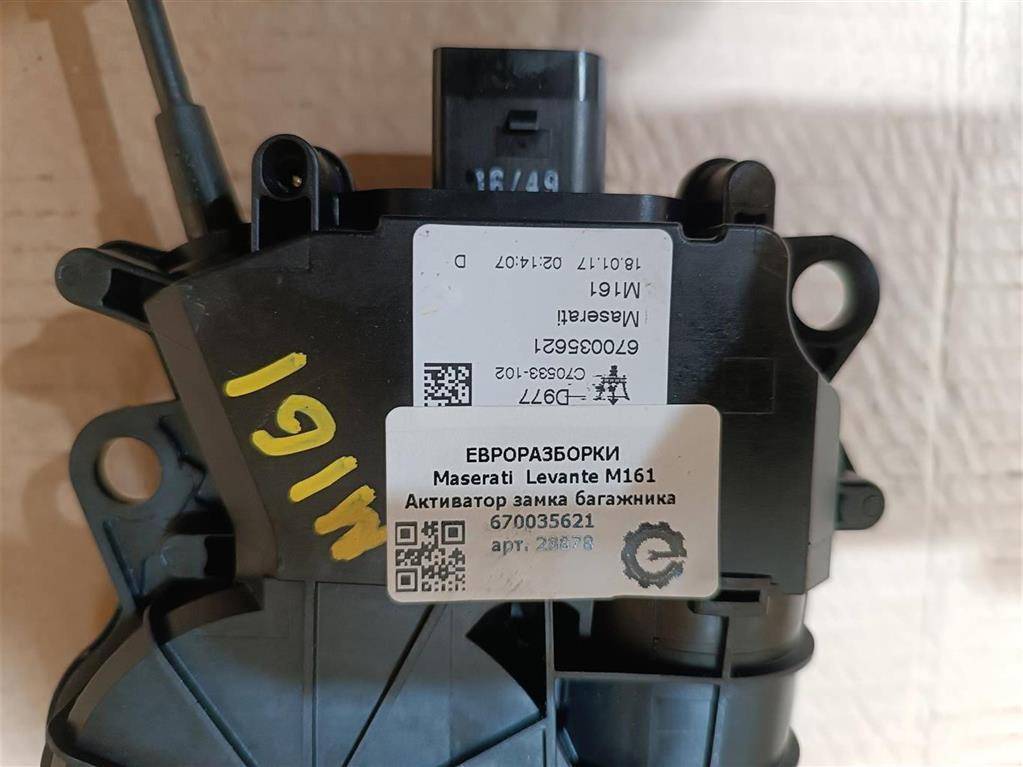 16/49
18.01.17 02:14:07 D
M161
Maserati
670035621
C70533-102
D977
M161
ЕВРОРАЗБОРКИ
Maserati Levante M161
Активатор замка багажника
670035621
арт. 28878